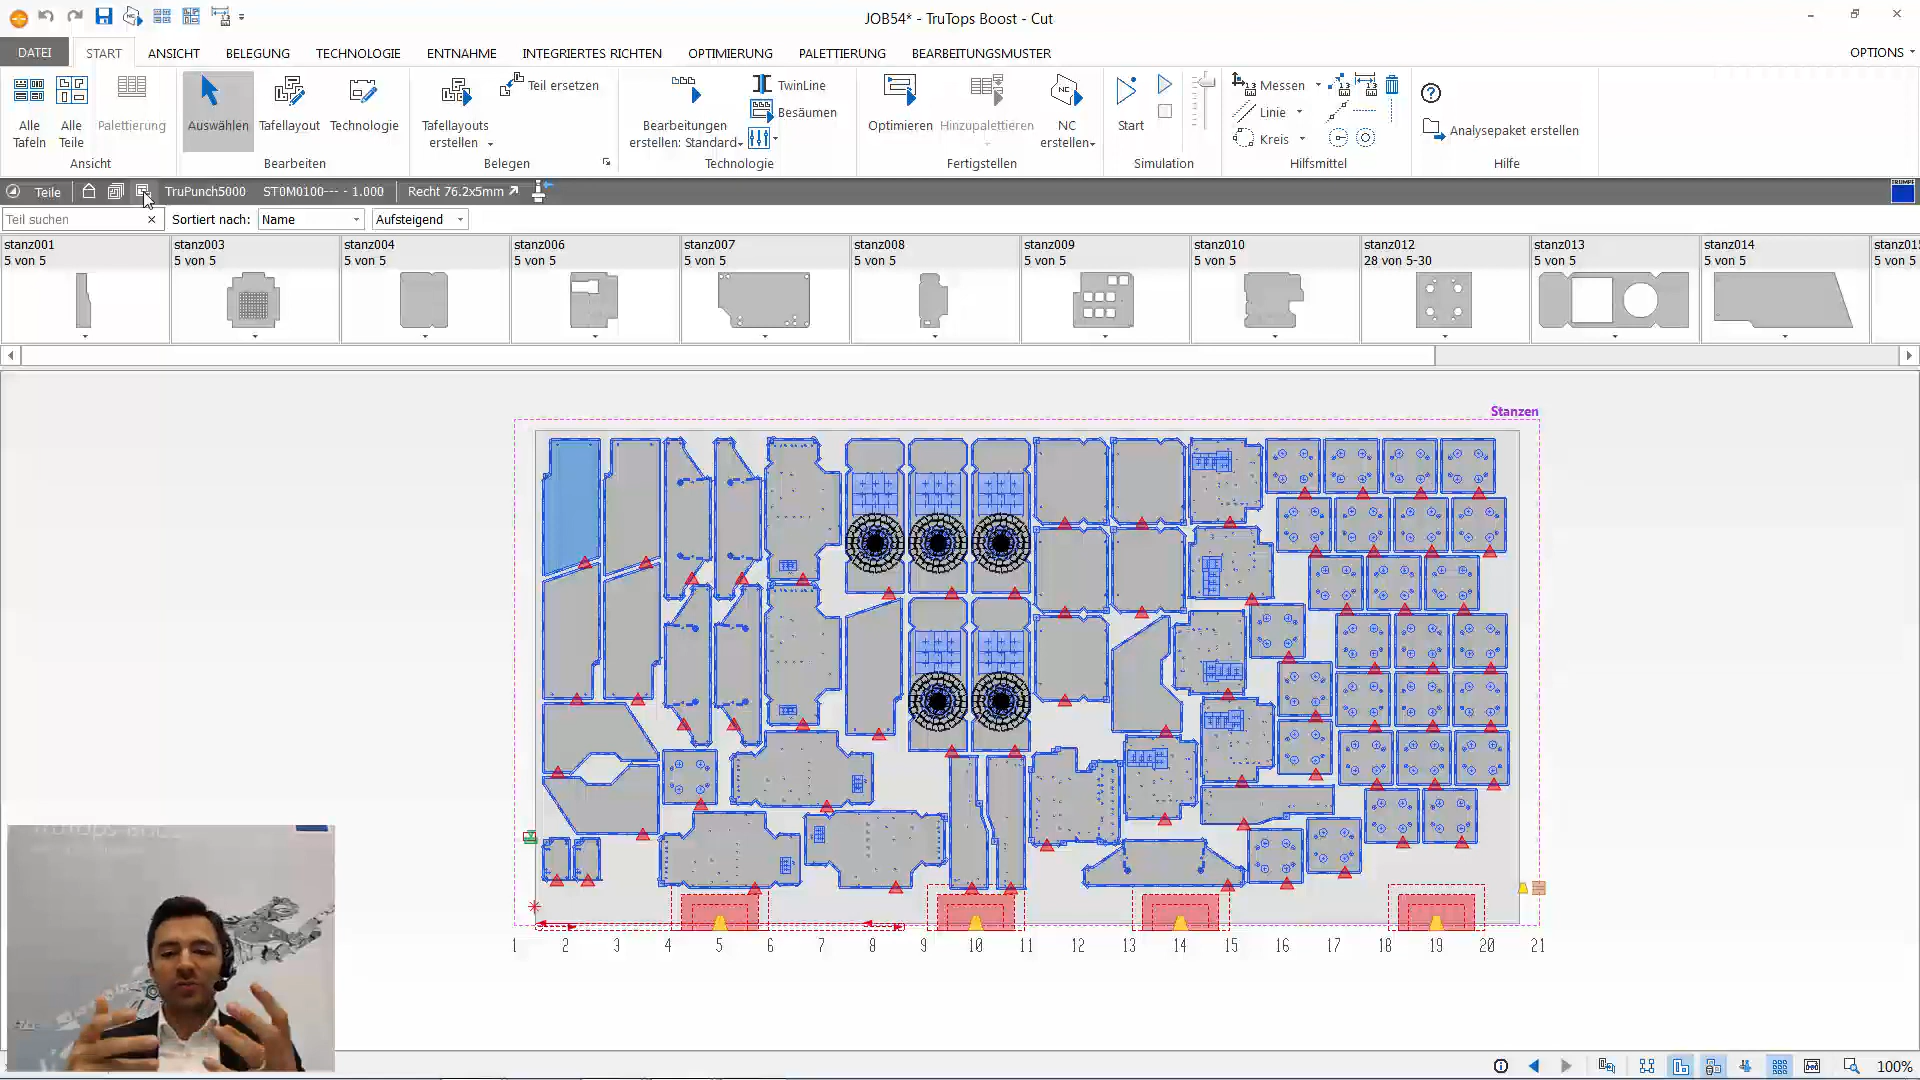 JOB54* - TruTops Boost - Cut
DATEI START ANSICHT BELEGUNG TECHNOLOGIE ENTNAHME INTEGRIERTES RICHTEN OPTIMIERUNG PALETTIERUNG BEARBEITUNGSMUSTER OPTIONS
Alle Tafeln
Alle Teile
Palettierung
Ansicht
Auswählen
Tafellayout
Technologie
Bearbeiten
Tafellayouts erstellen
Teil ersetzen
Belegen
Bearbeitungen erstellen: Standard
TwinLine
Besäumen
Technologie
Optimieren
Hinzupalettieren
NC
NC erstellen
Fertigstellen
Start
Simulation
Messen
Linie
Kreis
Hilfsmittel
Analysepaket erstellen
Hilfe
Teile TruPunch5000 ST0M0100--- - 1.000 Recht 76.2x5mm
TRUMPF
Teil suchen Sortiert nach: Name Aufsteigend
stanz001 stanz003 stanz004 stanz006 stanz007 stanz008 stanz009 stanz010 stanz012 stanz013 stanz014 stanz01
5 von 5 5 von 5 5 von 5 5 von 5 5 von 5 5 von 5 5 von 5 5 von 5 28 von 5-30 5 von 5 5 von 5 5 von 5
Stanzen
1 2 3 4 5 6 7 8 9 10 11 12 13 14 15 16 17 18 19 20 21
100%